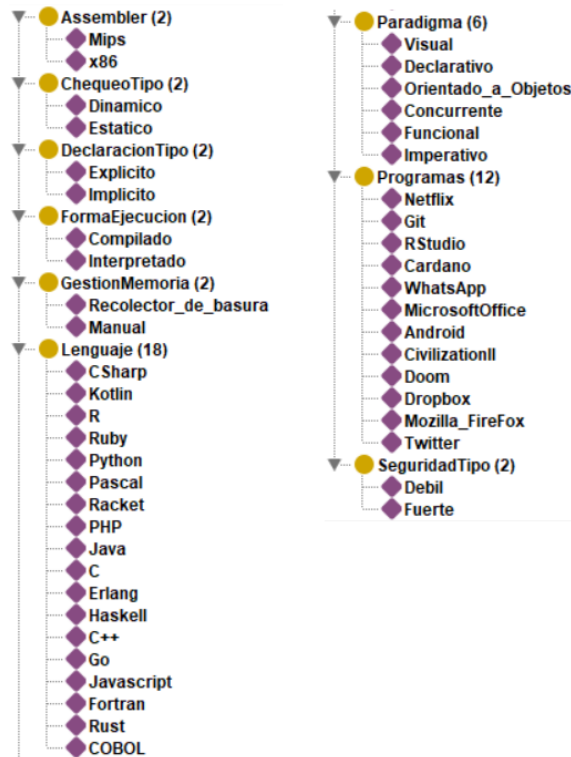 Assembler (2)
Mips
x86
ChequeoTipo (2)
Dinamico
Estatico
DeclaracionTipo (2)
Explicito
Implicito
FormaEjecucion (2)
Compilado
Interpretado
GestionMemoria (2)
Recolector_de_basura
Manual
Lenguaje (18)
CSharp
Kotlin
R
Ruby
Python
Pascal
Racket
PHP
Java
C
Erlang
Haskell
C++
Go
Javascript
Fortran
Rust
COBOL
Paradigma (6)
Visual
Declarativo
Orientado_a_Objetos
Concurrente
Funcional
Imperativo
Programas (12)
Netflix
Git
RStudio
Cardano
WhatsApp
MicrosoftOffice
Android
CivilizationII
Doom
Dropbox
Mozilla_FireFox
Twitter
SeguridadTipo (2)
Debil
Fuerte